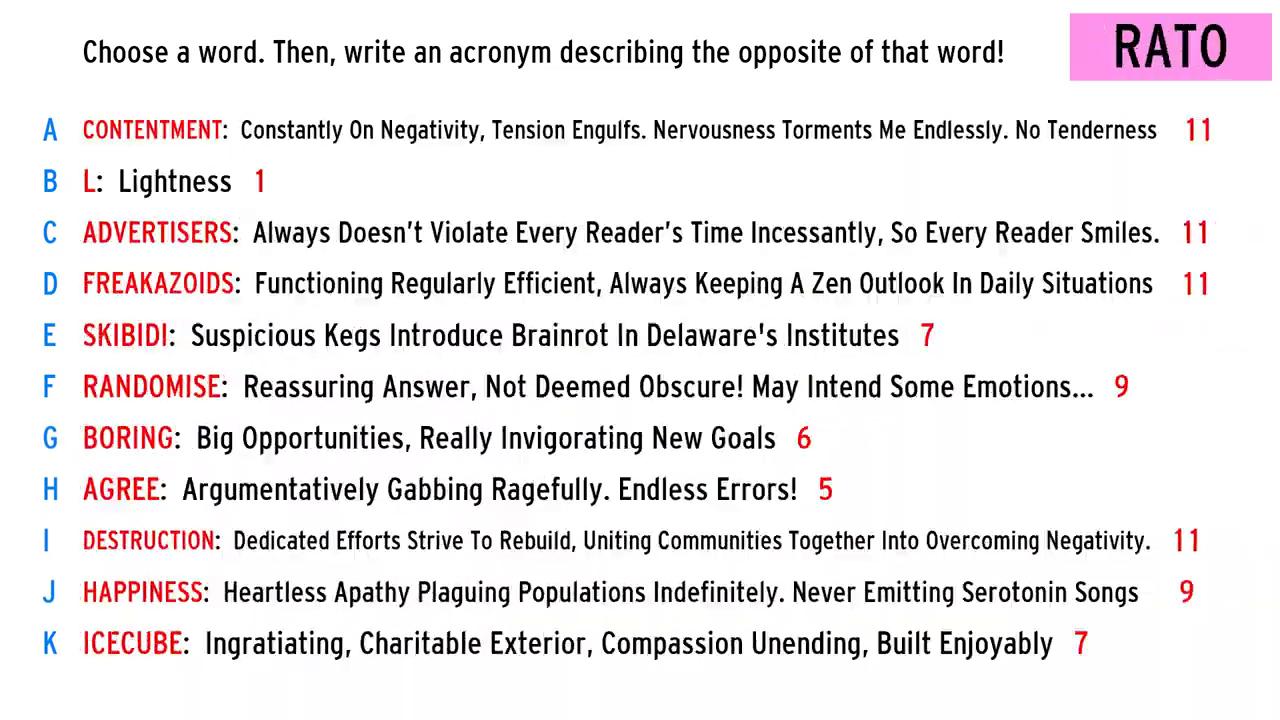 Choose a word. Then, write an acronym describing the opposite of that word!
RATO
A CONTENTMENT: Constantly On Negativity, Tension Engulfs. Nervousness Torments Me Endlessly. No Tenderness 11
B L: Lightness 1
C ADVERTISERS: Always Doesn't Violate Every Reader's Time Incessantly, So Every Reader Smiles. 11
D FREAKAZOIDS: Functioning Regularly Efficient, Always Keeping A Zen Outlook In Daily Situations 11
E SKIBIDI: Suspicious Kegs Introduce Brainrot In Delaware's Institutes 7
F RANDOMISE: Reassuring Answer, Not Deemed Obscure! May Intend Some Emotions... 9
G BORING: Big Opportunities, Really Invigorating New Goals 6
H AGREE: Argumentatively Gabbing Ragefully. Endless Errors! 5
I DESTRUCTION: Dedicated Efforts Strive To Rebuild, Uniting Communities Together Into Overcoming Negativity. 11
J HAPPINESS: Heartless Apathy Plaguing Populations Indefinitely. Never Emitting Serotonin Songs 9
K ICECUBE: Ingratiating, Charitable Exterior, Compassion Unending, Built Enjoyably 7